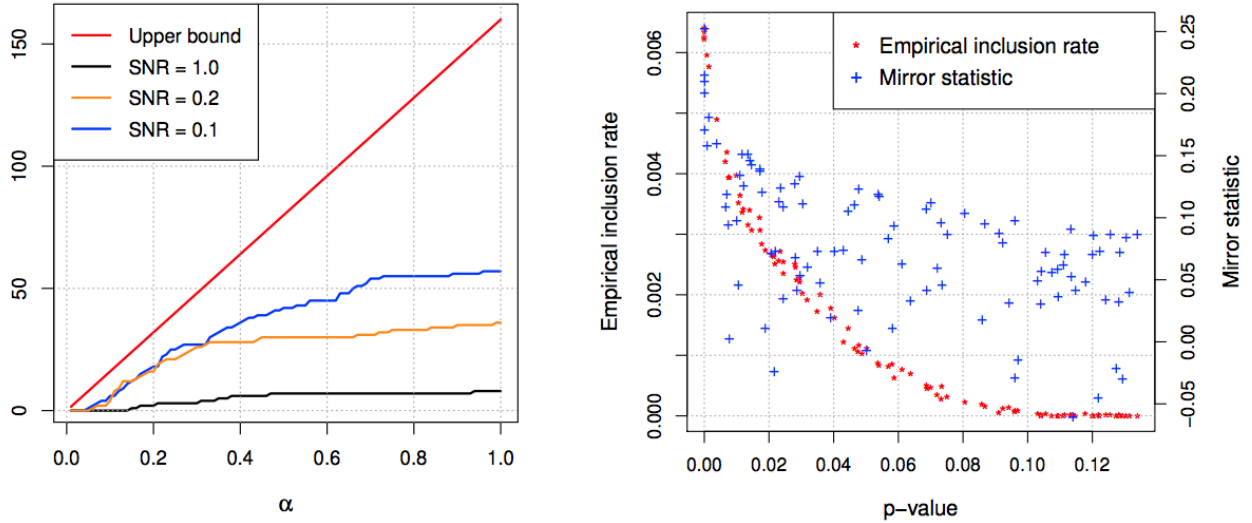 Upper bound
SNR = 1.0
SNR = 0.2
SNR = 0.1
150
100
50
0
0.0 0.2 0.4 0.6 0.8 1.0
α
Empirical inclusion rate
Mirror statistic
Empirical inclusion rate
0.006
0.004
0.002
0.000
0.25
0.20
0.15
0.10
0.05
0.00
−0.05
Mirror statistic
0.00 0.02 0.04 0.06 0.08 0.10 0.12
p-value